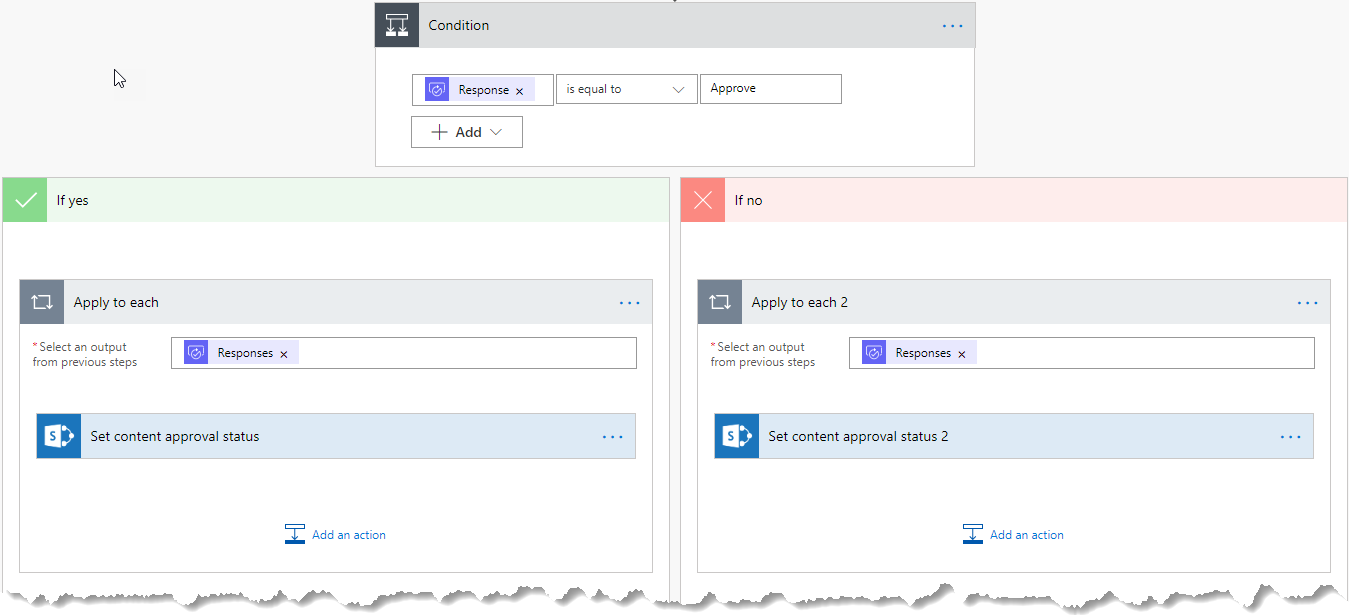 Condition
Response × is equal to Approve
Add
If yes
If no
Apply to each
Apply to each 2
*Select an output
from previous steps
Responses ×
*Select an output
from previous steps
Responses ×
S Set content approval status
S Set content approval status 2
Add an action
Add an action